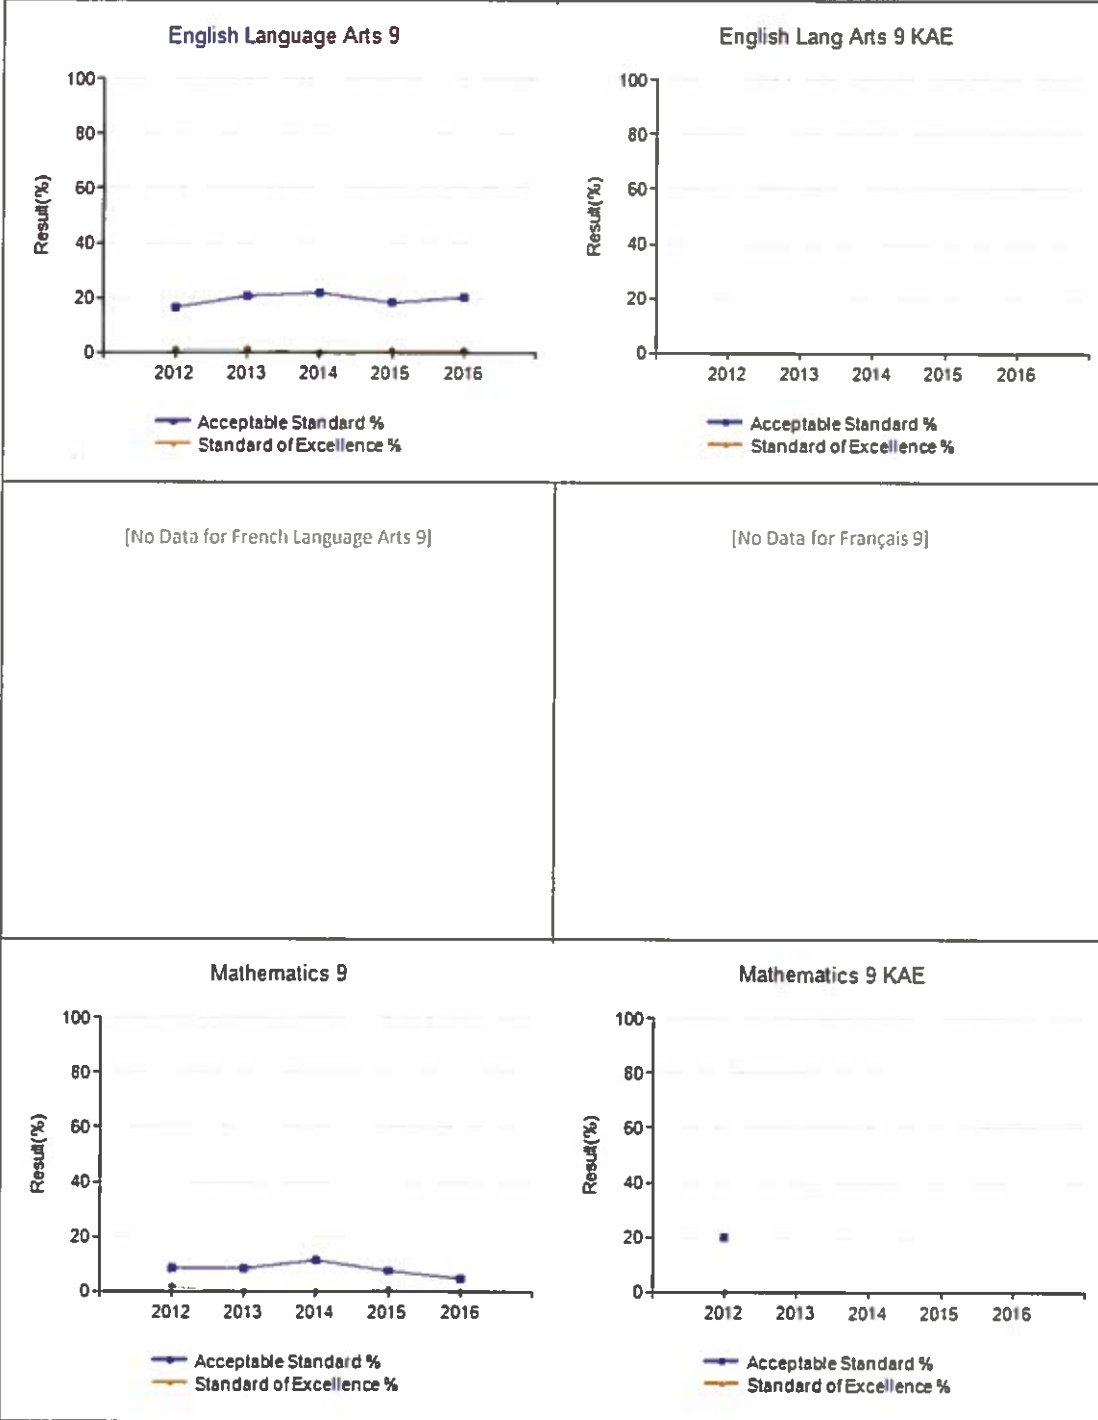 English Language Arts 9
100
80
60
40
20
0
Result(%)
2012 2013 2014 2015 2016
Acceptable Standard %
Standard of Excellence %
English Lang Arts 9 KAE
100
80
60
40
20
0
Result(%)
2012 2013 2014 2015 2016
Acceptable Standard %
Standard of Excellence %
[No Data for French Language Arts 9]
[No Data for Français 9]
Mathematics 9
100
80
60
40
20
0
Result(%)
2012 2013 2014 2015 2016
Acceptable Standard %
Standard of Excellence %
Mathematics 9 KAE
100
80
60
40
20
0
Result(%)
2012 2013 2014 2015 2016
Acceptable Standard %
Standard of Excellence %